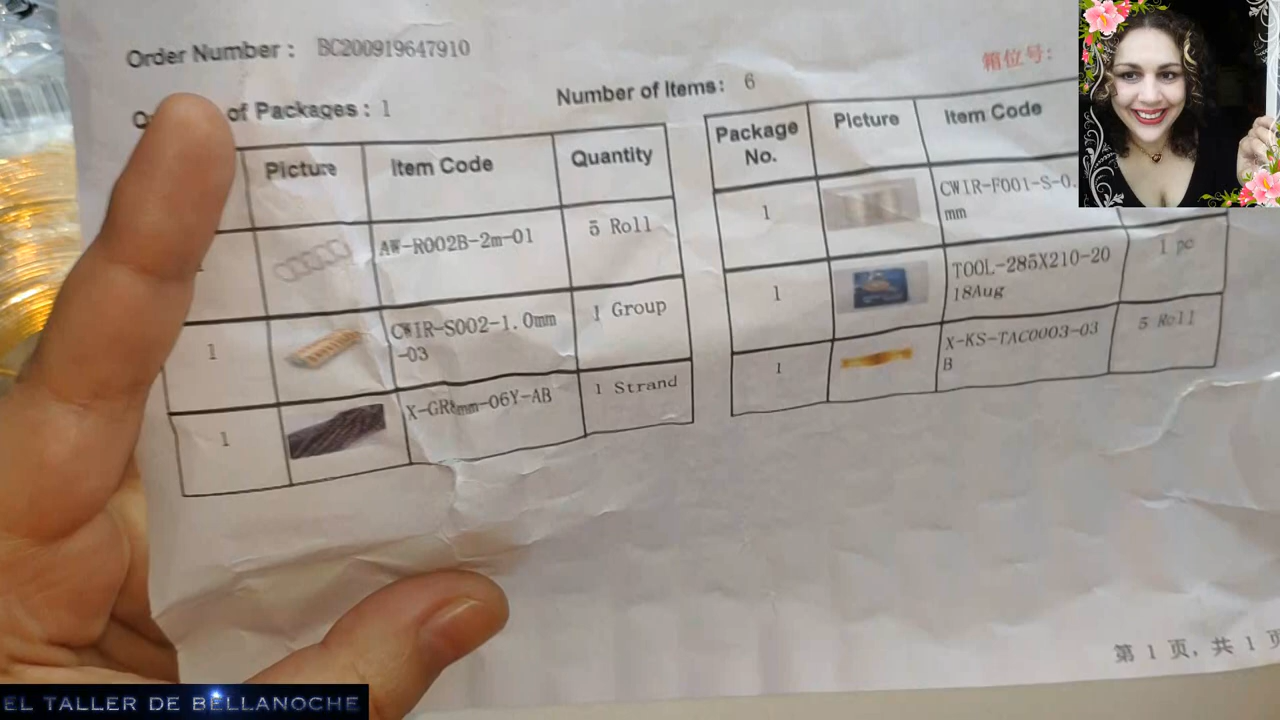 Order Number : BC200919647910
箱位号:
of Packages : 1
Number of Items: 6
Picture Item Code Quantity
AW-R002B-2m-01 5 Roll
1 CWIR-S002-1.0mm
-03 1 Group
1 X-GR8mm-06Y-AB 1 Strand
Package
No. Picture Item Code
1 CWIR-F001-S-0.
mm
1 TOOL-285X210-20
18Aug 1 pc
1 X-KS-TAC0003-03
B 5 Roll
第 1 页, 共 1
EL TALLER DE BELLANOCHE